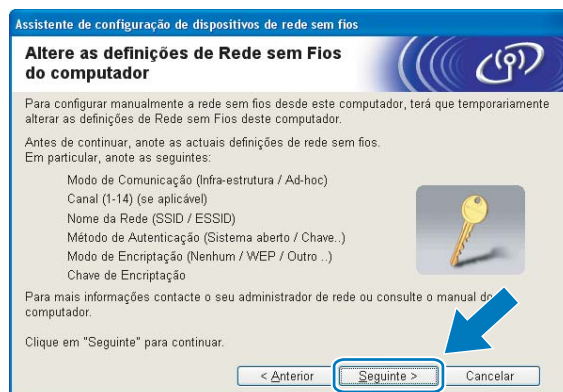 Assistente de configuração de dispositivos de rede sem fios
Altere as definições de Rede sem Fios
do computador
Para configurar manualmente a rede sem fios desde este computador, terá que temporariamente
alterar as definições de Rede sem Fios deste computador.
Antes de continuar, anote as actuais definições de rede sem fios.
Em particular, anote as seguintes:
Modo de Comunicação (Infra-estrutura / Ad-hoc)
Canal (1-14) (se aplicável)
Nome da Rede (SSID / ESSID)
Método de Autenticação (Sistema aberto / Chave..)
Modo de Encriptação (Nenhum / WEP / Outro ..)
Chave de Encriptação
Para mais informações contacte o seu administrador de rede ou consulte o manual do
computador.
Clique em "Seguinte" para continuar.
< Anterior
Seguinte >
Cancelar